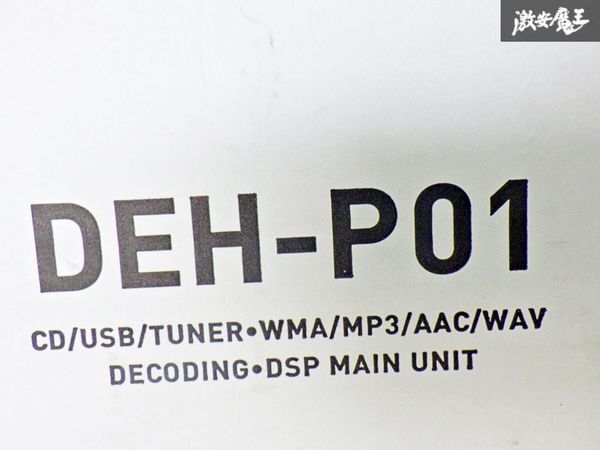 激安魔王
DEH-P01
CD/USB/TUNER•WMA/MP3/AAC/WAV
DECODING•DSP MAIN UNIT